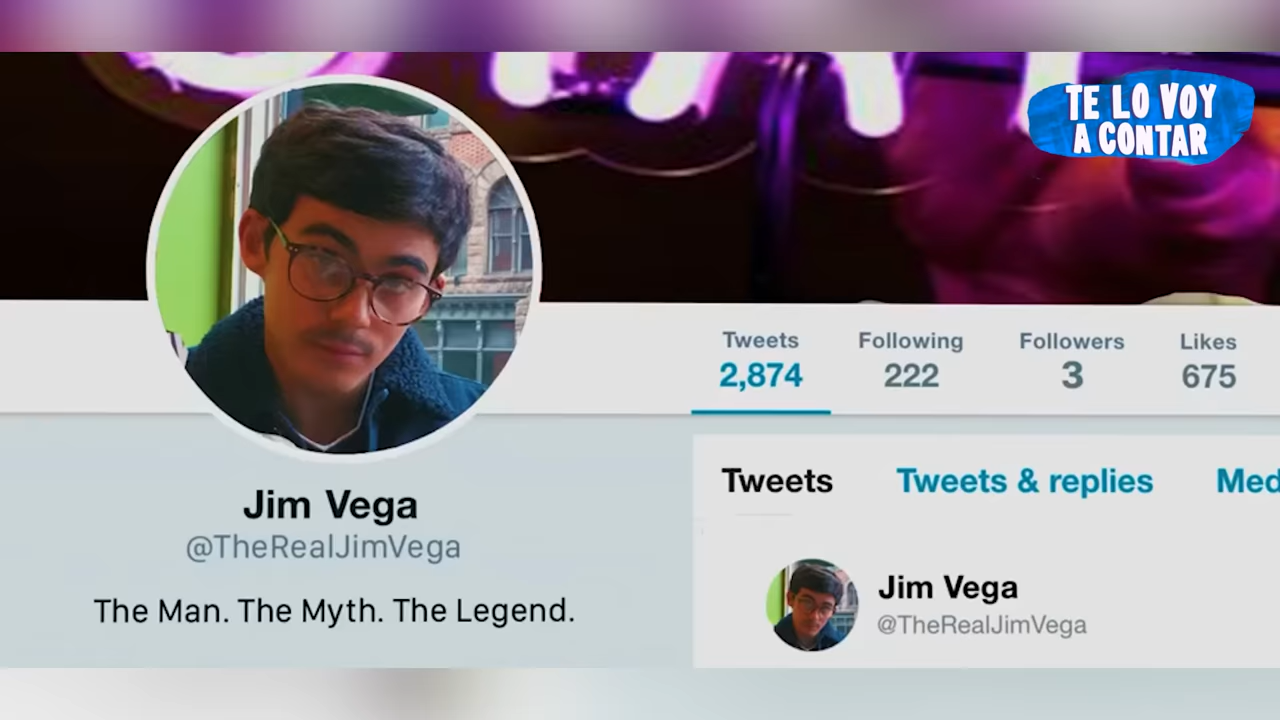 TE LO VOY
A CONTAR
Tweets
Following
Followers
Likes
2,874
222
3
675
Tweets
Tweets & replies
Jim Vega
@TheRealJimVega
The Man. The Myth. The Legend.
Jim Vega
@TheRealJimVega